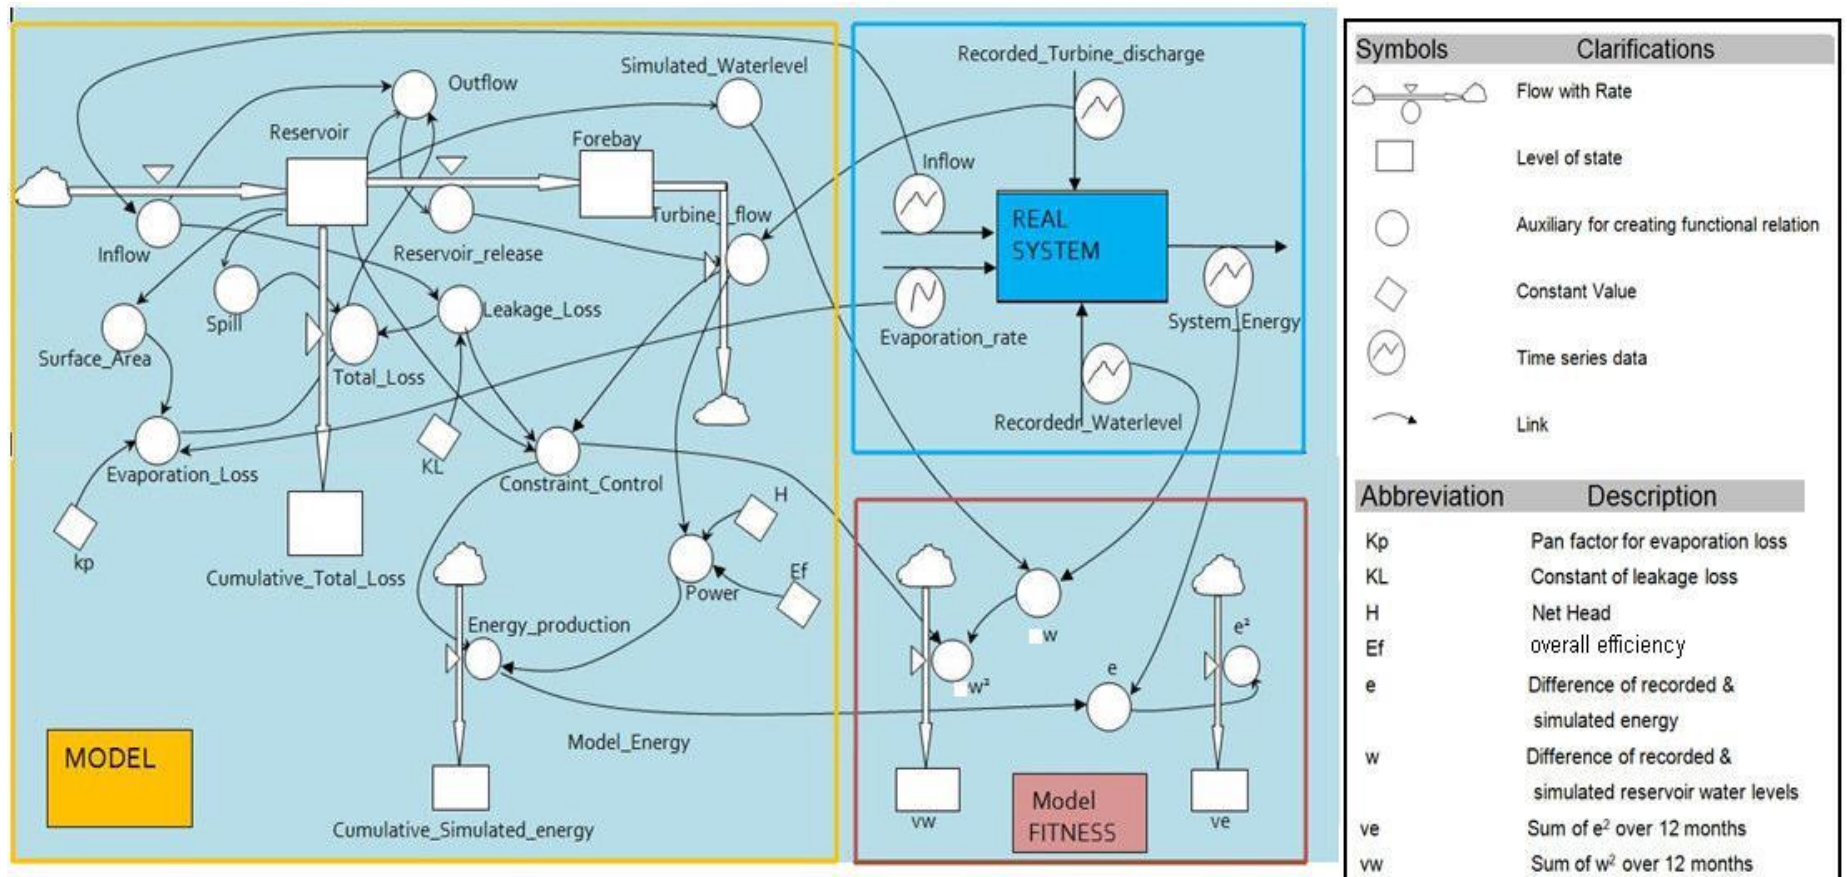 Simulated_Waterlevel
Outflow
Reservoir
Forebay
Inflow
Reservoir_release
Turbine_flow
Spill
Leakage_Loss
Surface_Area
Total_Loss
KL
Evaporation_Loss
Constraint_Control
kp
H
Cumulative_Total_Loss
Ef
Power
Energy_production
Model_Energy
MODEL
Cumulative_Simulated_energy
Recorded_Turbine_discharge
Inflow
REAL
SYSTEM
Evaporation_rate
System_Energy
Recordedr_Waterlevel
w
e²
w²
e
Model
FITNESS
vw
ve
Symbols Clarifications
Flow with Rate
Level of state
Auxiliary for creating functional relation
Constant Value
Time series data
Link
Abbreviation Description
Kp Pan factor for evaporation loss
KL Constant of leakage loss
H Net Head
Ef overall efficiency
e Difference of recorded &
simulated energy
w Difference of recorded &
simulated reservoir water levels
ve Sum of e² over 12 months
vw Sum of w² over 12 months